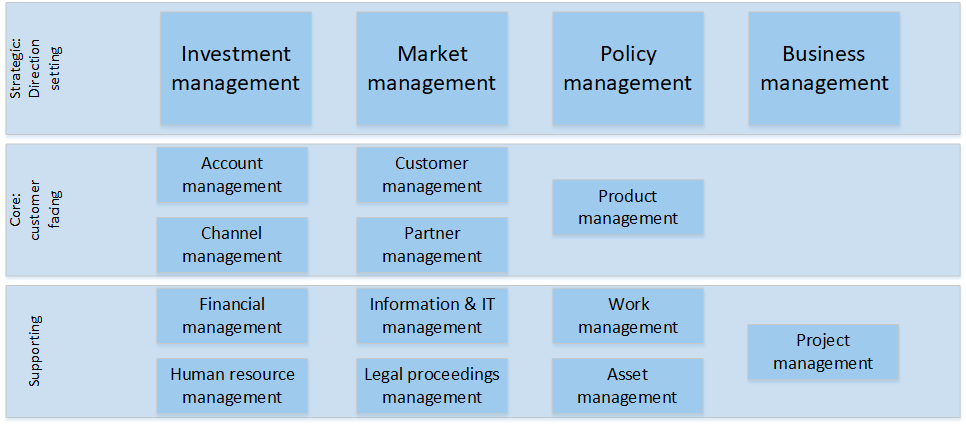 Strategic:
Direction
setting
Investment
management
Market
management
Policy
management
Business
management
Core:
customer
facing
Account
management
Customer
management
Product
management
Channel
management
Partner
management
Supporting
Financial
management
Information & IT
management
Work
management
Project
management
Human resource
management
Legal proceedings
management
Asset
management